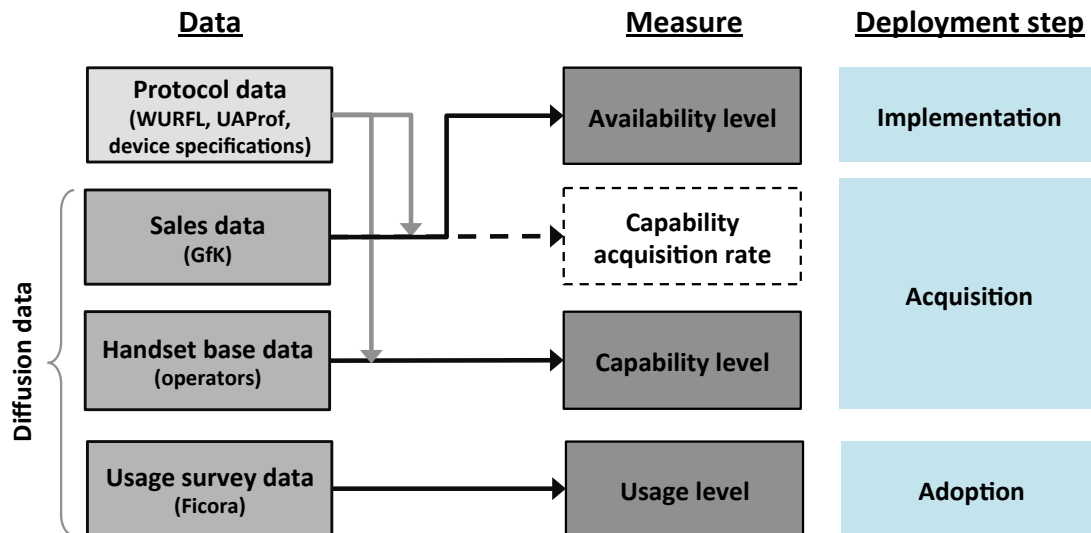 Data
Measure
Deployment step
Protocol data
(WURFL, UAProf,
device specifications)
Availability level
Implementation
Sales data
(GfK)
Capability
acquisition rate
Acquisition
Diffusion data
Handset base data
(operators)
Capability level
Usage survey data
(Ficora)
Usage level
Adoption